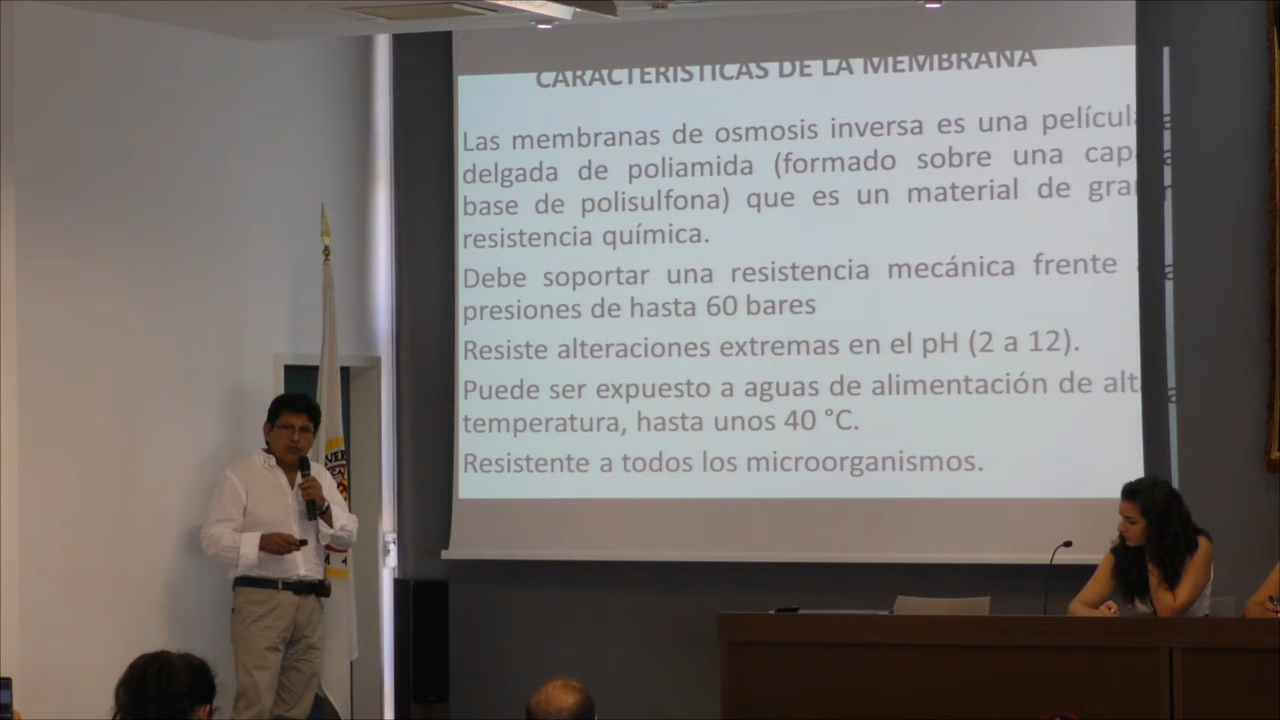 CARACTERISTICAS DE LA MEMBRANA
Las membranas de osmosis inversa es una película
delgada de poliamida (formado sobre una capa
base de polisulfona) que es un material de gran
resistencia química.
Debe soportar una resistencia mecánica frente a
presiones de hasta 60 bares
Resiste alteraciones extremas en el pH (2 a 12).
Puede ser expuesto a aguas de alimentación de alta
temperatura, hasta unos 40 °C.
Resistente a todos los microorganismos.